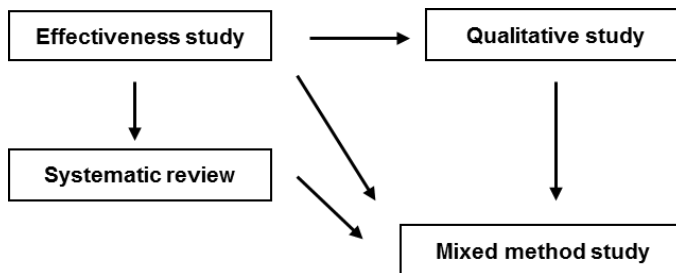 Effectiveness study
Qualitative study
Systematic review
Mixed method study